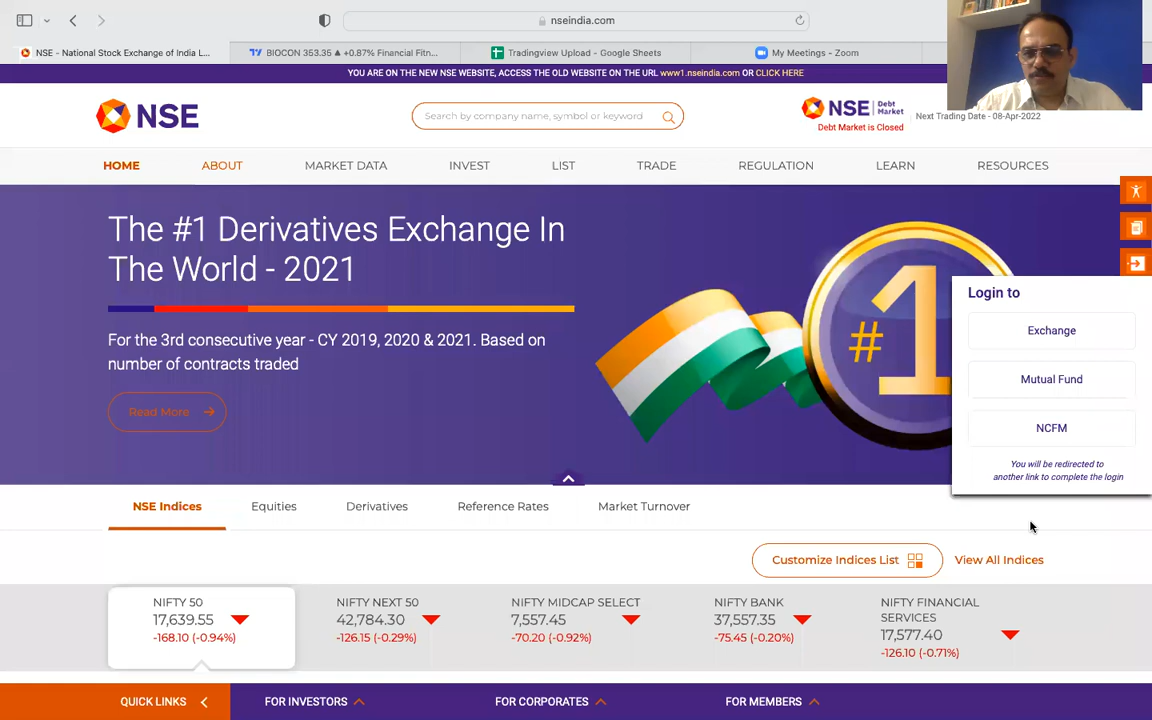 nseindia.com
NSE - National Stock Exchange of India L...
BIOCON 353.35 ▲ +0.87% Financial Fitn...
Tradingview Upload - Google Sheets
My Meetings - Zoom
YOU ARE ON THE NEW NSE WEBSITE, ACCESS THE OLD WEBSITE ON THE URL www1.nseindia.com OR CLICK HERE
NSE
Search by company name, symbol or keyword
NSE Debt Market
Debt Market is Closed
Next Trading Date - 08-Apr-2022
HOME ABOUT MARKET DATA INVEST LIST TRADE REGULATION LEARN RESOURCES
The #1 Derivatives Exchange In
The World - 2021
For the 3rd consecutive year - CY 2019, 2020 & 2021. Based on
number of contracts traded
Read More
#1
Login to
Exchange
Mutual Fund
NCFM
You will be redirected to
another link to complete the login
NSE Indices Equities Derivatives Reference Rates Market Turnover
Customize Indices List View All Indices
NIFTY 50
17,639.55
-168.10 (-0.94%)
NIFTY NEXT 50
42,784.30
-126.15 (-0.29%)
NIFTY MIDCAP SELECT
7,557.45
-70.20 (-0.92%)
NIFTY BANK
37,557.35
-75.45 (-0.20%)
NIFTY FINANCIAL
SERVICES
17,577.40
-126.10 (-0.71%)
QUICK LINKS FOR INVESTORS FOR CORPORATES FOR MEMBERS